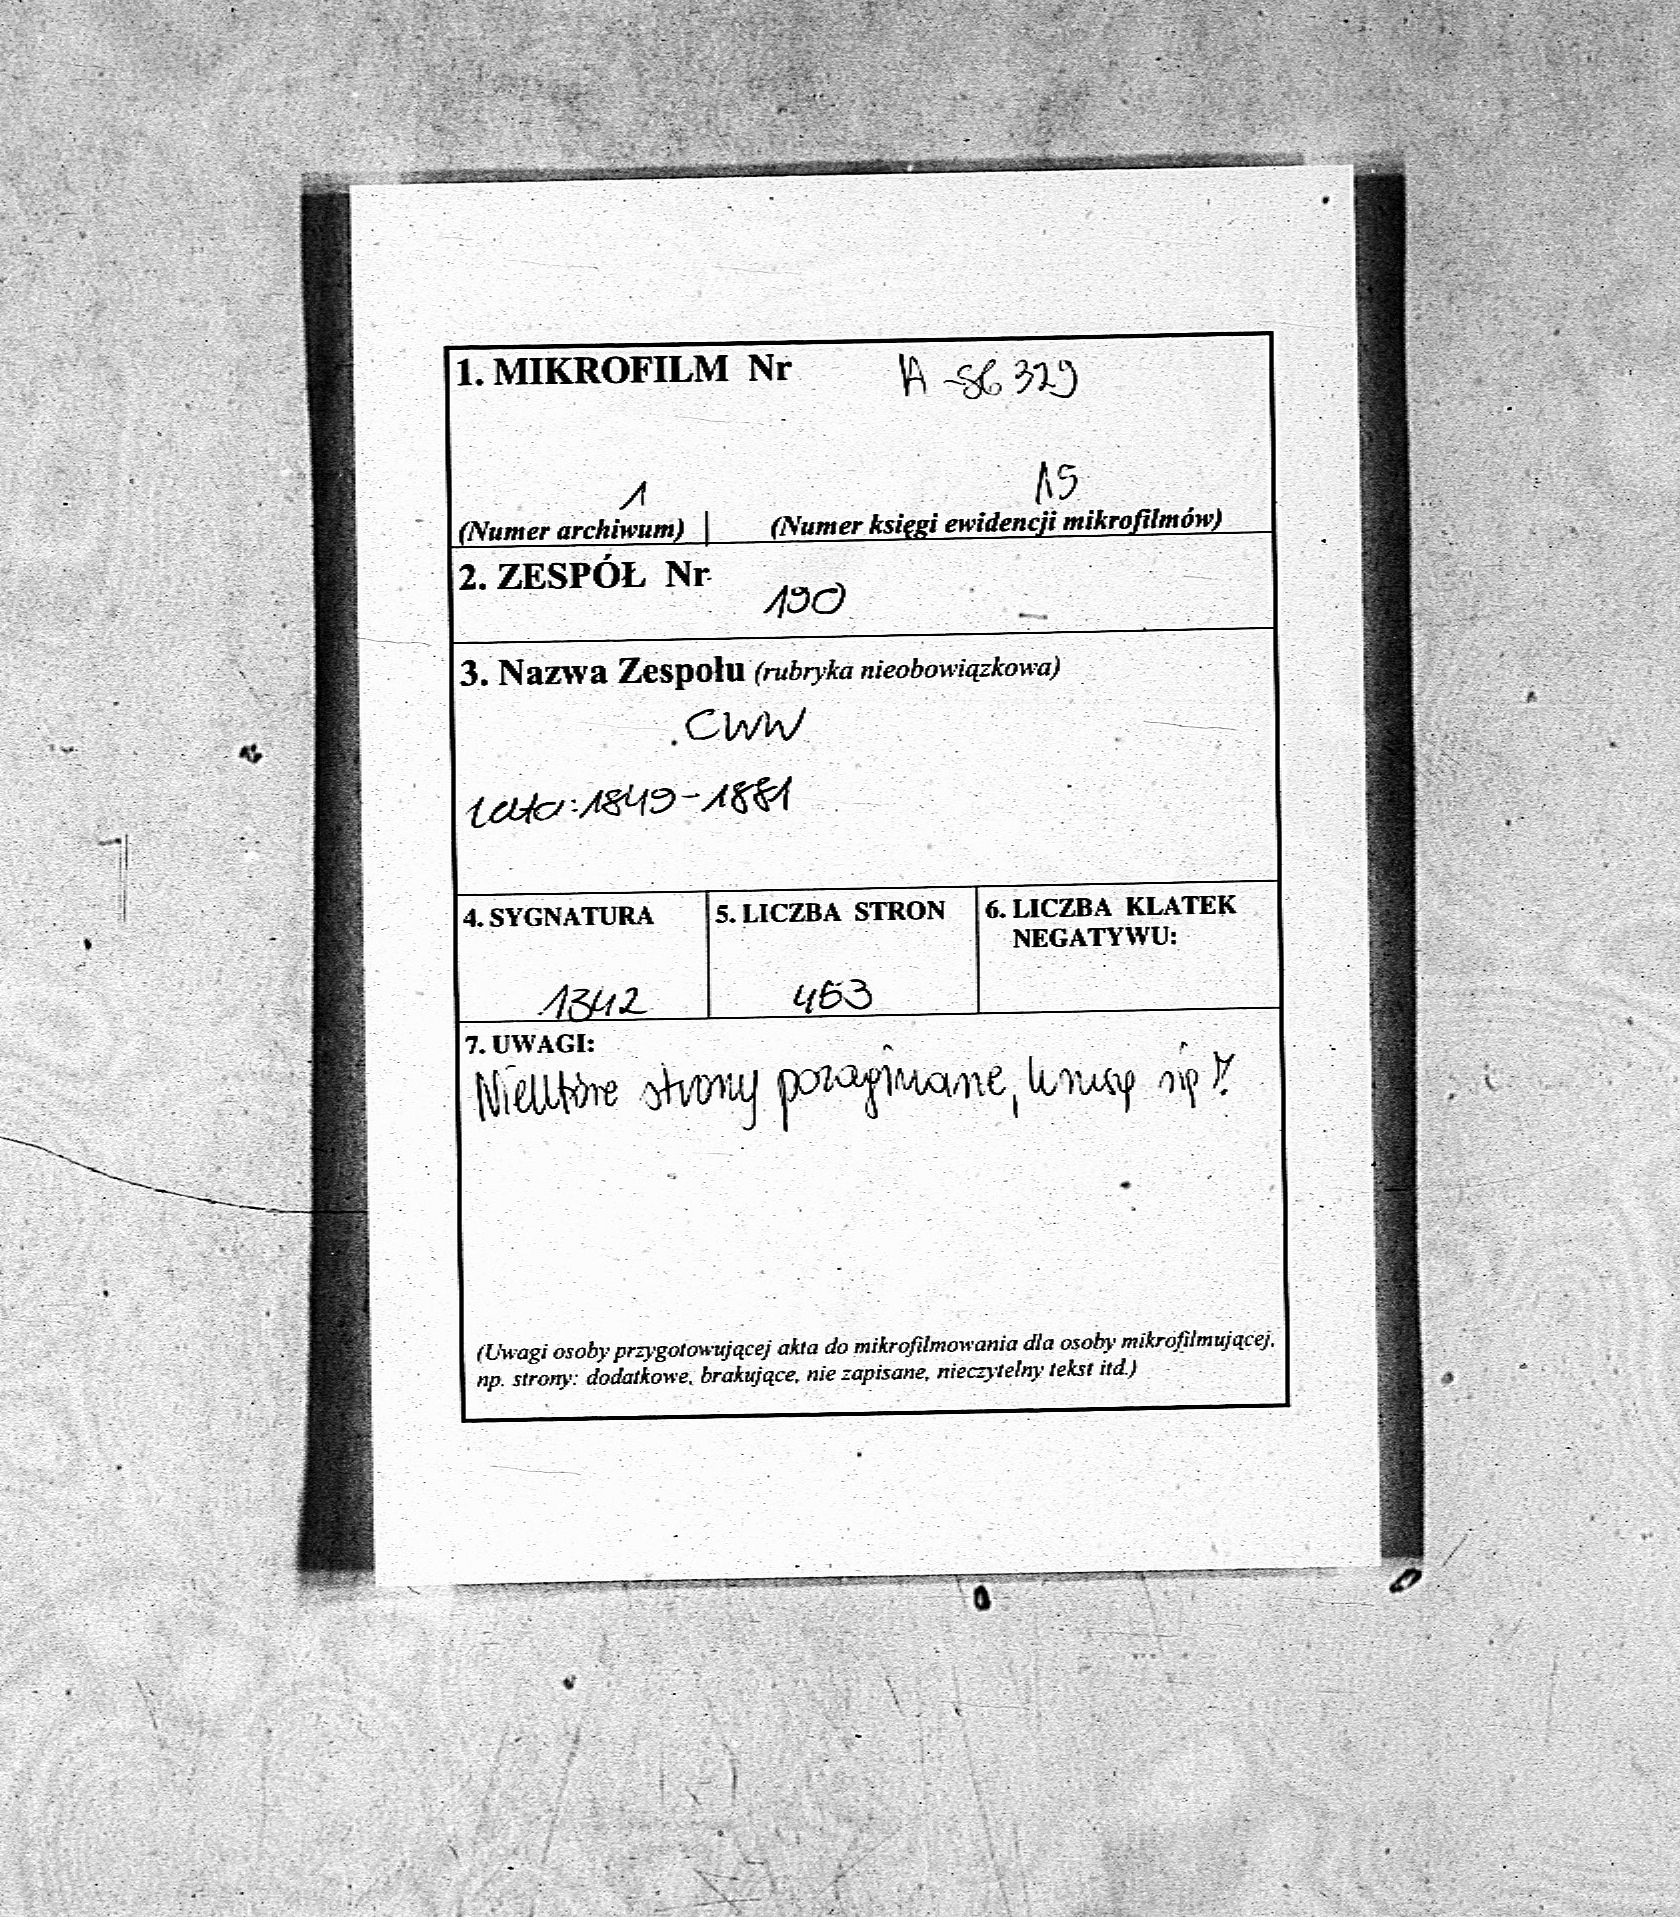 1. MIKROFILM Nr A-56329
1 15
(Numer archiwum) | (Numer księgi ewidencji mikrofilmów)
2. ZESPÓŁ Nr
190
3. Nazwa Zespołu (rubryka nieobowiązkowa)
CWW
lata: 1849-1881
4. SYGNATURA 5. LICZBA STRON 6. LICZBA KLATEK
NEGATYWU:
1342 463
7. UWAGI:
Niektóre strony pozaginane, kruszą się!
(Uwagi osoby przygotowującej akta do mikrofilmowania dla osoby mikrofilmującej,
np. strony: dodatkowe, brakujące, nie zapisane, nieczytelny tekst itd.)